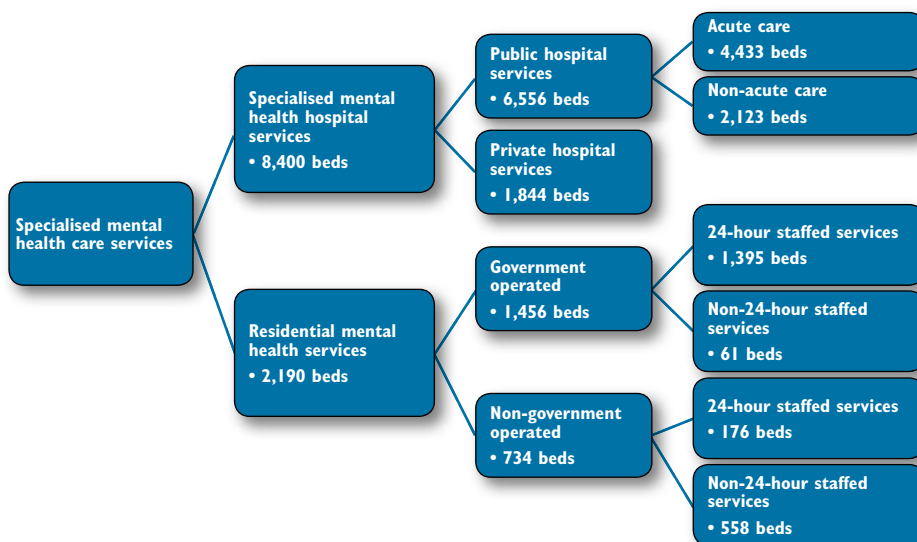 Specialised mental
health care services
Specialised mental
health hospital
services
• 8,400 beds
Public hospital
services
• 6,556 beds
Acute care
• 4,433 beds
Non-acute care
• 2,123 beds
Private hospital
services
• 1,844 beds
Residential mental
health services
• 2,190 beds
Government
operated
• 1,456 beds
24-hour staffed services
• 1,395 beds
Non-24-hour staffed
services
• 61 beds
Non-government
operated
• 734 beds
24-hour staffed services
• 176 beds
Non-24-hour staffed
services
• 558 beds